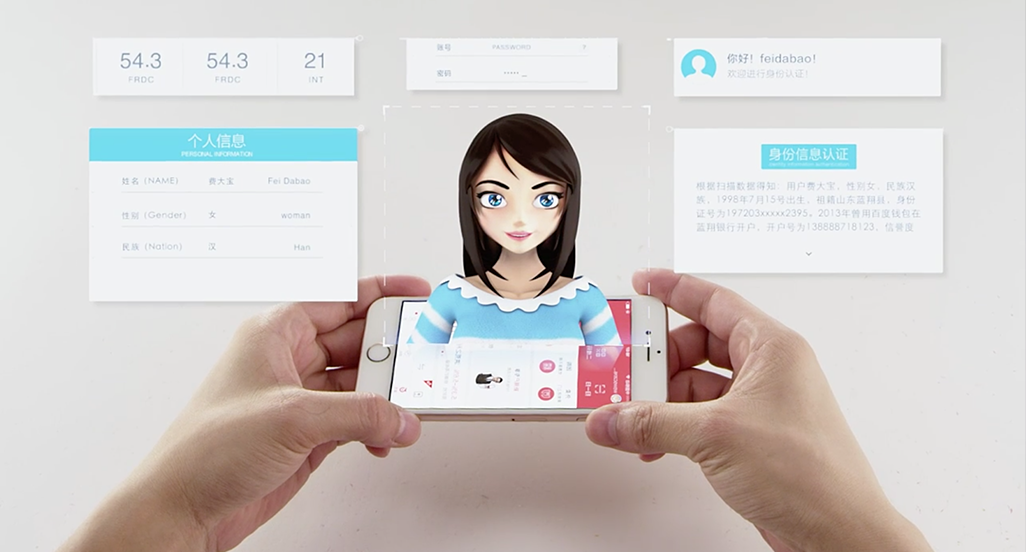 54.3
FRDC
54.3
FRDC
21
INT
账号
PASSWORD
?
密码
····· _
你好！feidabao！
欢迎进行身份认证！
个人信息
PERSONAL INFORMATION
姓名（NAME） 费大宝 Fei Dabao
性别（Gender） 女 woman
民族（Nation） 汉 Han
身份信息认证
Identity information authentication
根据扫描数据得知：用户费大宝，性别女，民族汉
族，1998年7月15号出生，祖籍山东蓝翔县，身份
证号为197203xxxxx2395。2013年曾用百度钱包在
蓝翔银行开户，开户号为138888718123，信誉度